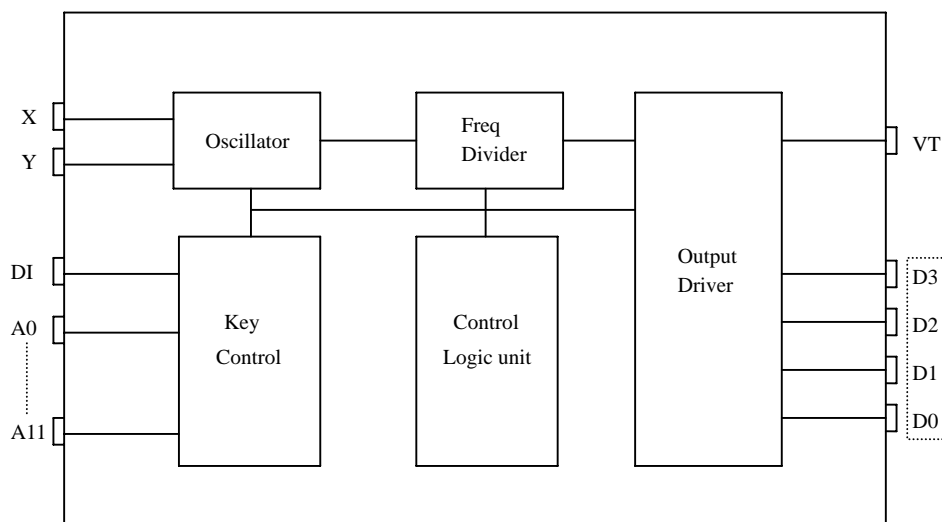 X
Y
DI
A0
A11
Oscillator
Freq
Divider
Key
Control
Control
Logic unit
Output
Driver
VT
D3
D2
D1
D0